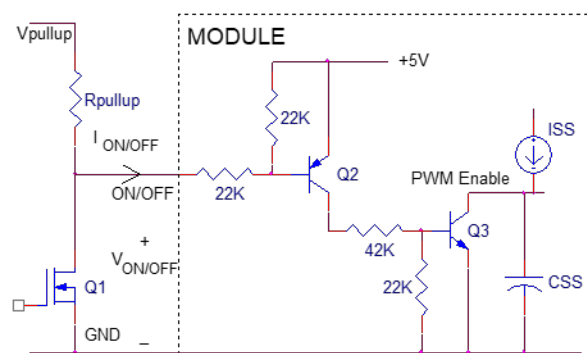 Vpullup
MODULE
+5V
Rpullup
22K
ISS
I ON/OFF
Q2
PWM Enable
ON/OFF
22K
Q3
+
42K
V ON/OFF
22K
CSS
Q1
GND
_